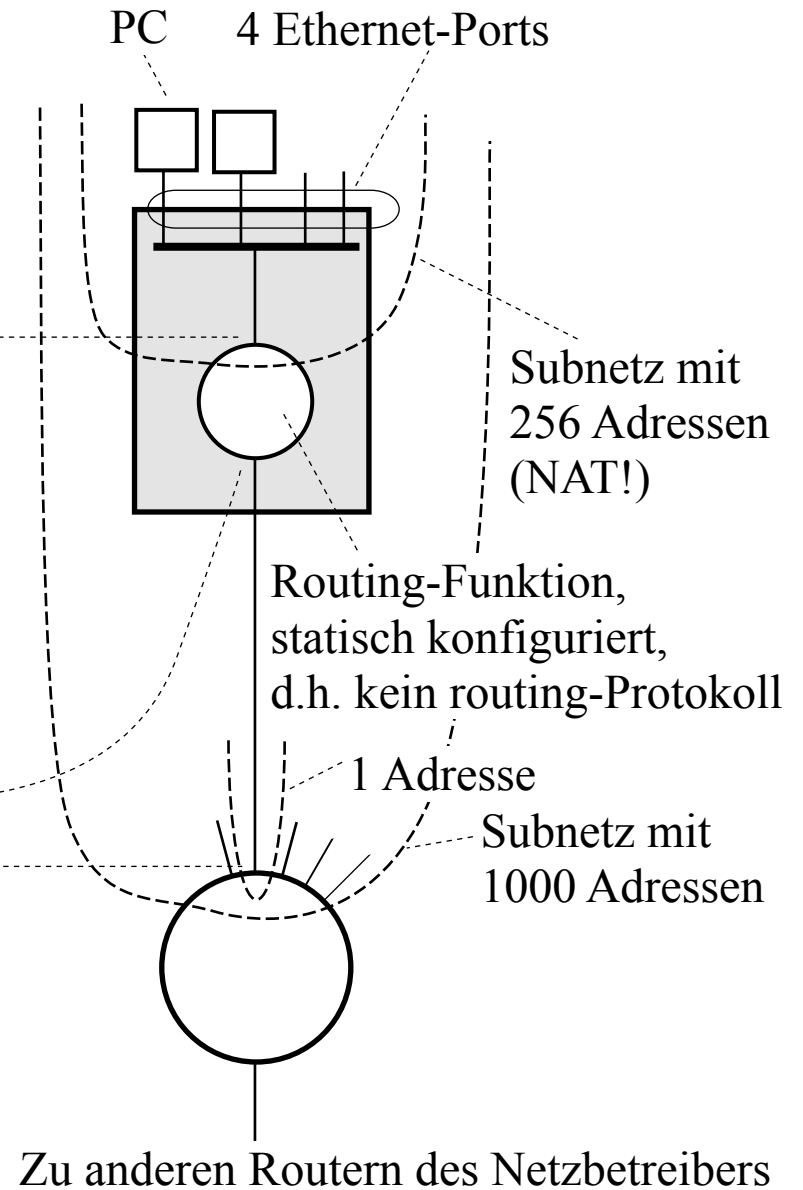 PC
4 Ethernet-Ports
Subnetz mit
256 Adressen
(NAT!)
Routing-Funktion,
statisch konfiguriert,
d.h. kein routing-Protokoll
1 Adresse
Subnetz mit
1000 Adressen
Zu anderen Routern des Netzbetreibers